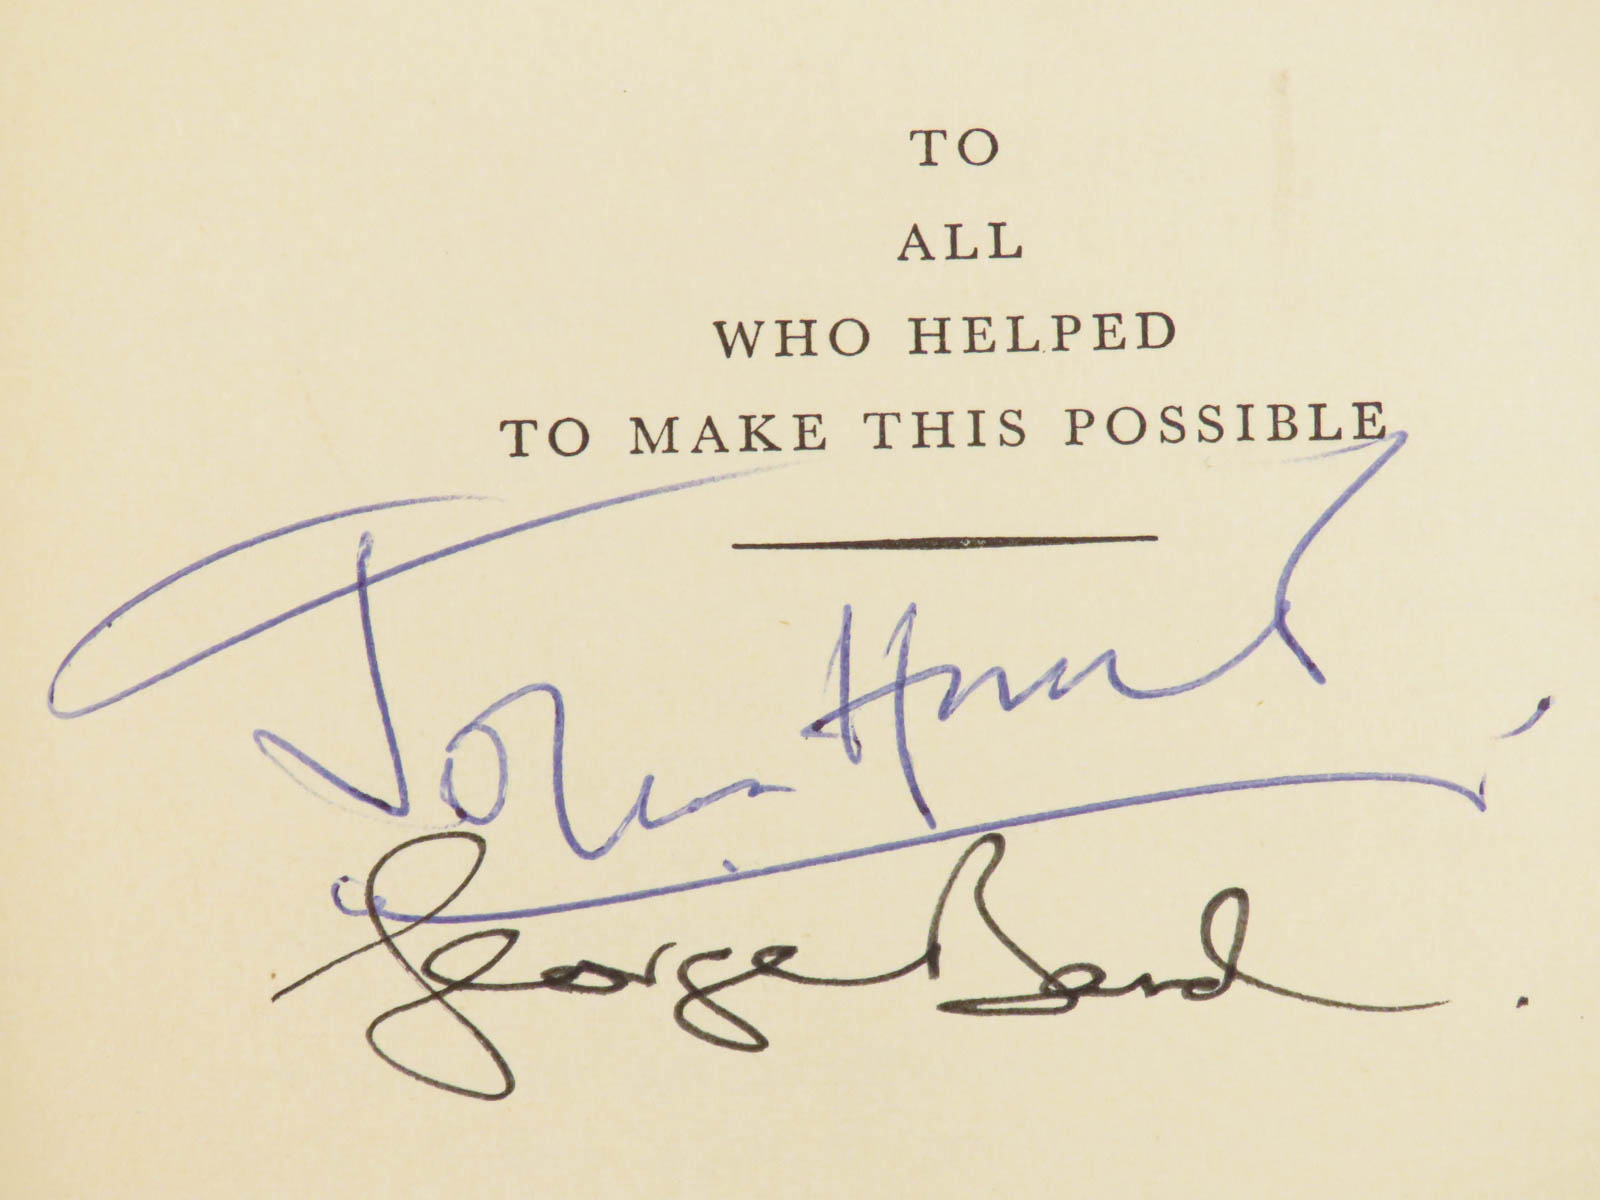 TO
ALL
WHO HELPED
TO MAKE THIS POSSIBLE
John Hunt
George Band.